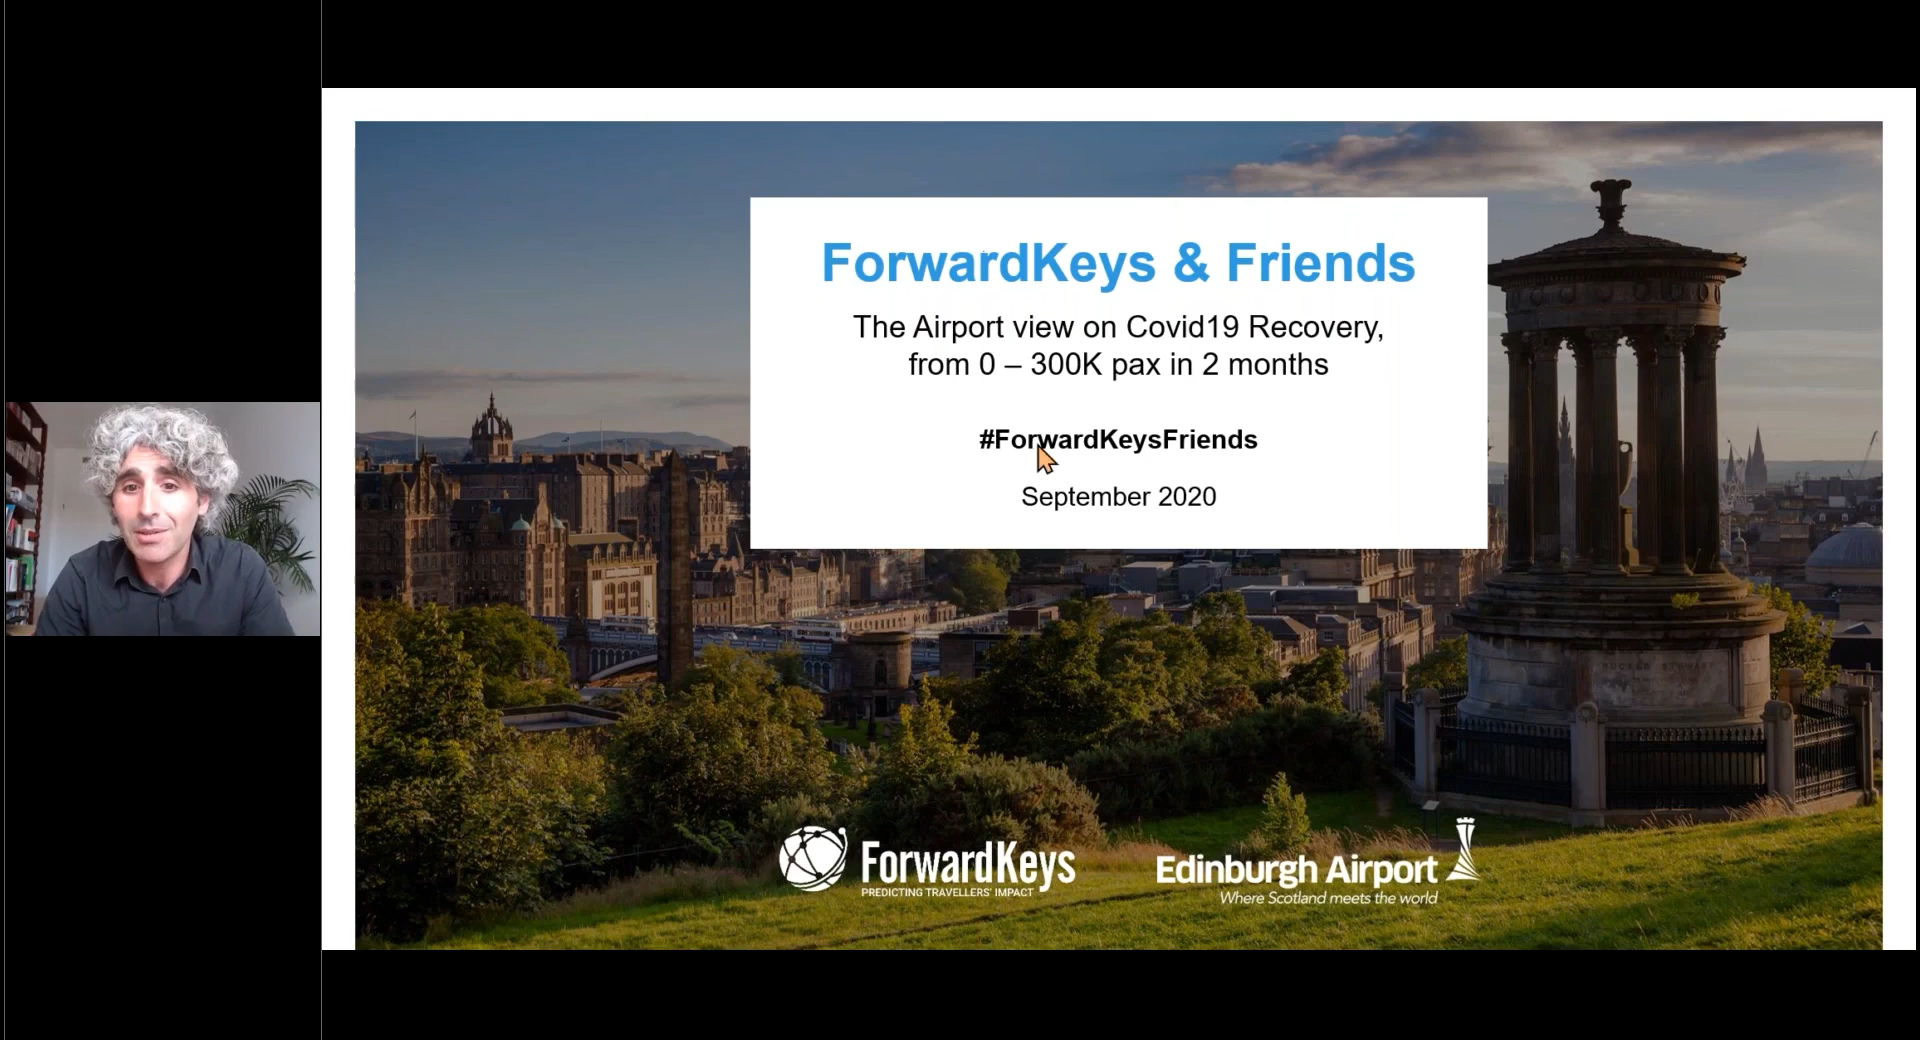 ForwardKeys & Friends
The Airport view on Covid19 Recovery,
from 0 – 300K pax in 2 months
#ForwardKeysFriends
September 2020
ForwardKeys
PREDICTING TRAVELLERS' IMPACT
Edinburgh Airport
Where Scotland meets the world